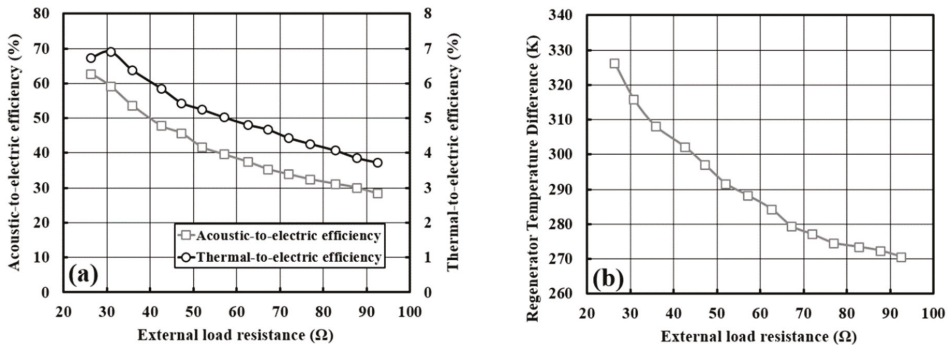 80
70
60
50
40
30
20
10
0
Acoustic-to-electric efficiency (%)
8
7
6
5
4
3
2
1
0
Thermal-to-electric efficiency (%)
Acoustic-to-electric efficiency
Thermal-to-electric efficiency
(a)
20 30 40 50 60 70 80 90 100
External load resistance (Ω)
340
330
320
310
300
290
280
270
260
Regenerator Temperature Difference (K)
(b)
20 30 40 50 60 70 80 90 100
External load resistance (Ω)